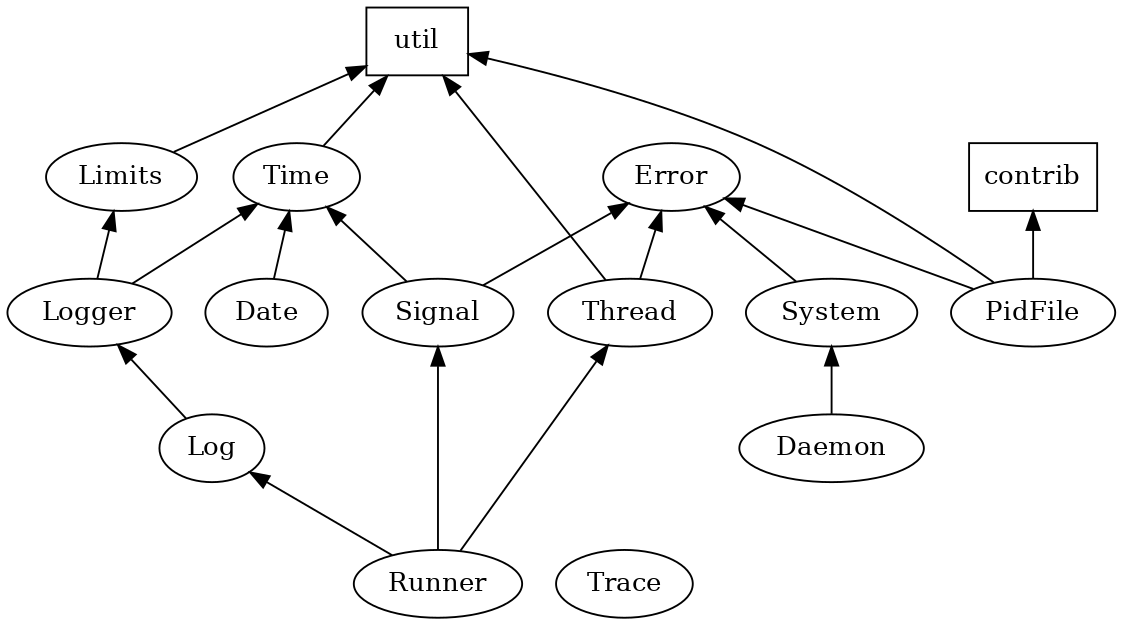 util
Limits
Time
Error
contrib
Logger
Date
Signal
Thread
System
PidFile
Log
Daemon
Runner
Trace